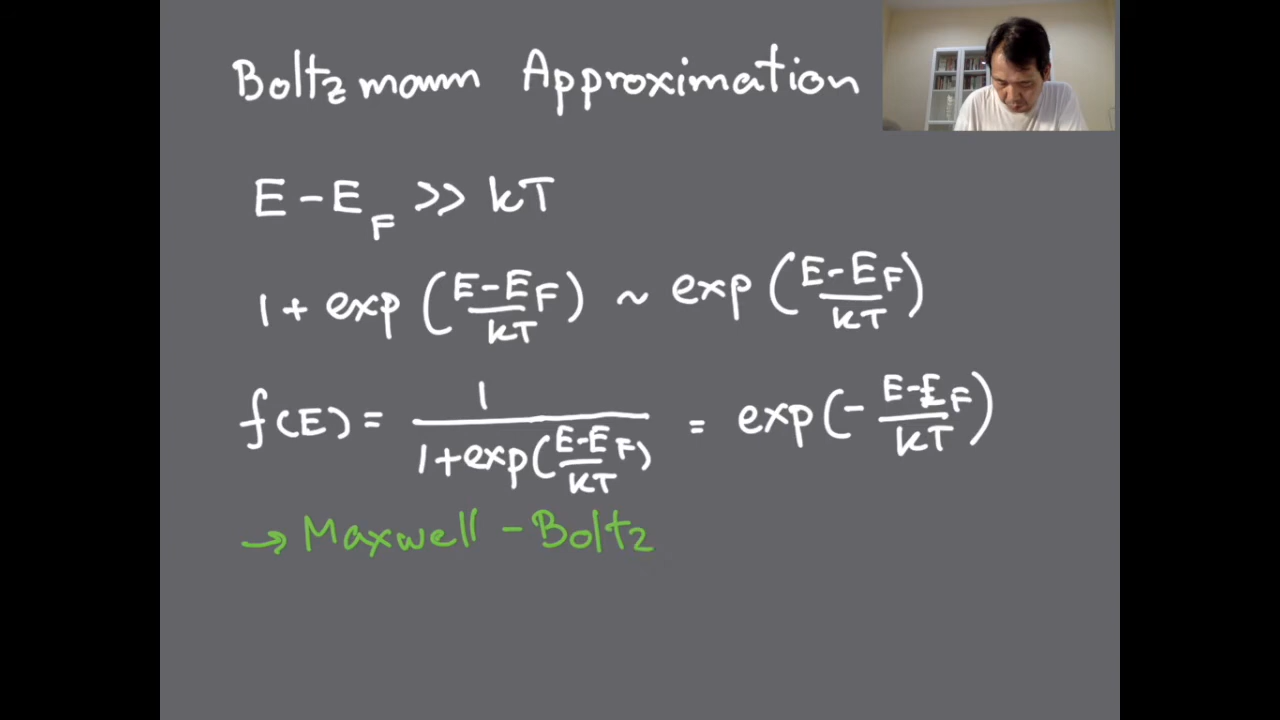 Boltzmann Approximation
E - E_F >> kT
1 + exp (E-E_F / kT) ~ exp (E-E_F / kT)
f(E) = 1 / 1+exp(E-E_F / kT) = exp(- E-E_F / kT)
→ Maxwell - Boltz